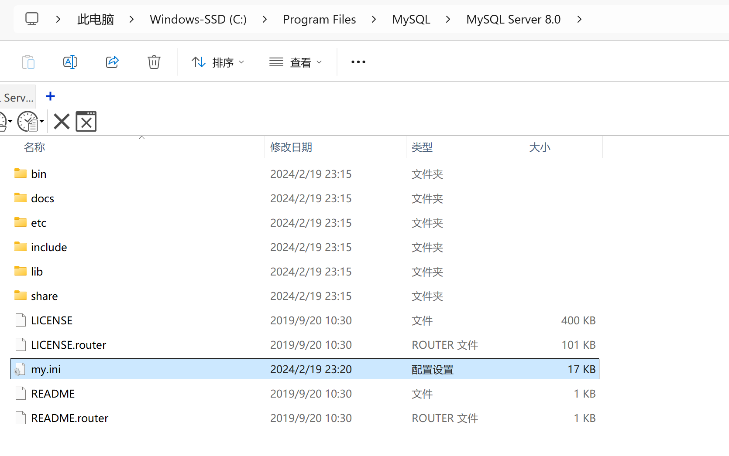 此电脑 Windows-SSD (C:) Program Files MySQL MySQL Server 8.0
排序 查看
Serv...
名称 修改日期 类型 大小
bin 2024/2/19 23:15 文件夹
docs 2024/2/19 23:15 文件夹
etc 2024/2/19 23:15 文件夹
include 2024/2/19 23:15 文件夹
lib 2024/2/19 23:15 文件夹
share 2024/2/19 23:15 文件夹
LICENSE 2019/9/20 10:30 文件 400 KB
LICENSE.router 2019/9/20 10:30 ROUTER 文件 101 KB
my.ini 2024/2/19 23:20 配置设置 17 KB
README 2019/9/20 10:30 文件 1 KB
README.router 2019/9/20 10:30 ROUTER 文件 1 KB